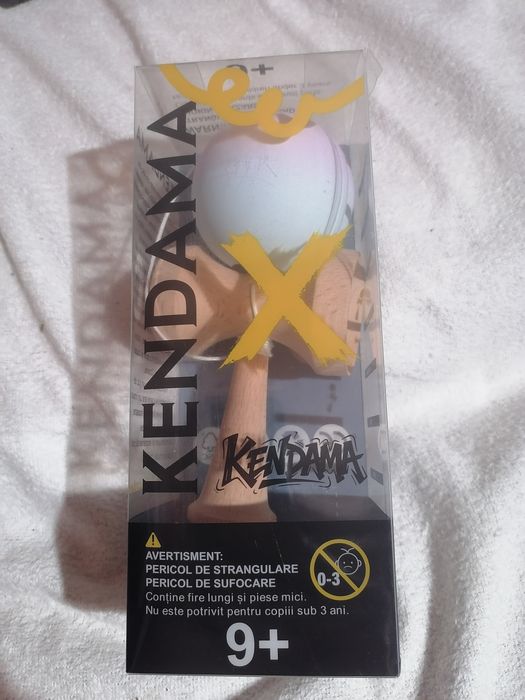 KENDAMA
KENDAMA
AVERTISMENT:
PERICOL DE STRANGULARE
PERICOL DE SUFOCARE
0-3
Conține fire lungi și piese mici.
Nu este potrivit pentru copiii sub 3 ani.
9+